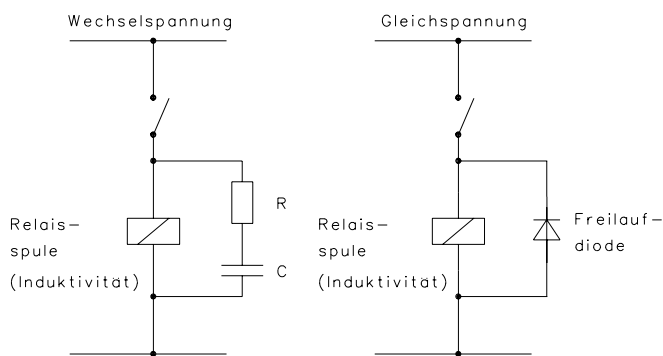 Wechselspannung
R
Relais-
spule
(Induktivität)
C
Gleichspannung
Relais-
spule
(Induktivität)
Freilauf-
diode